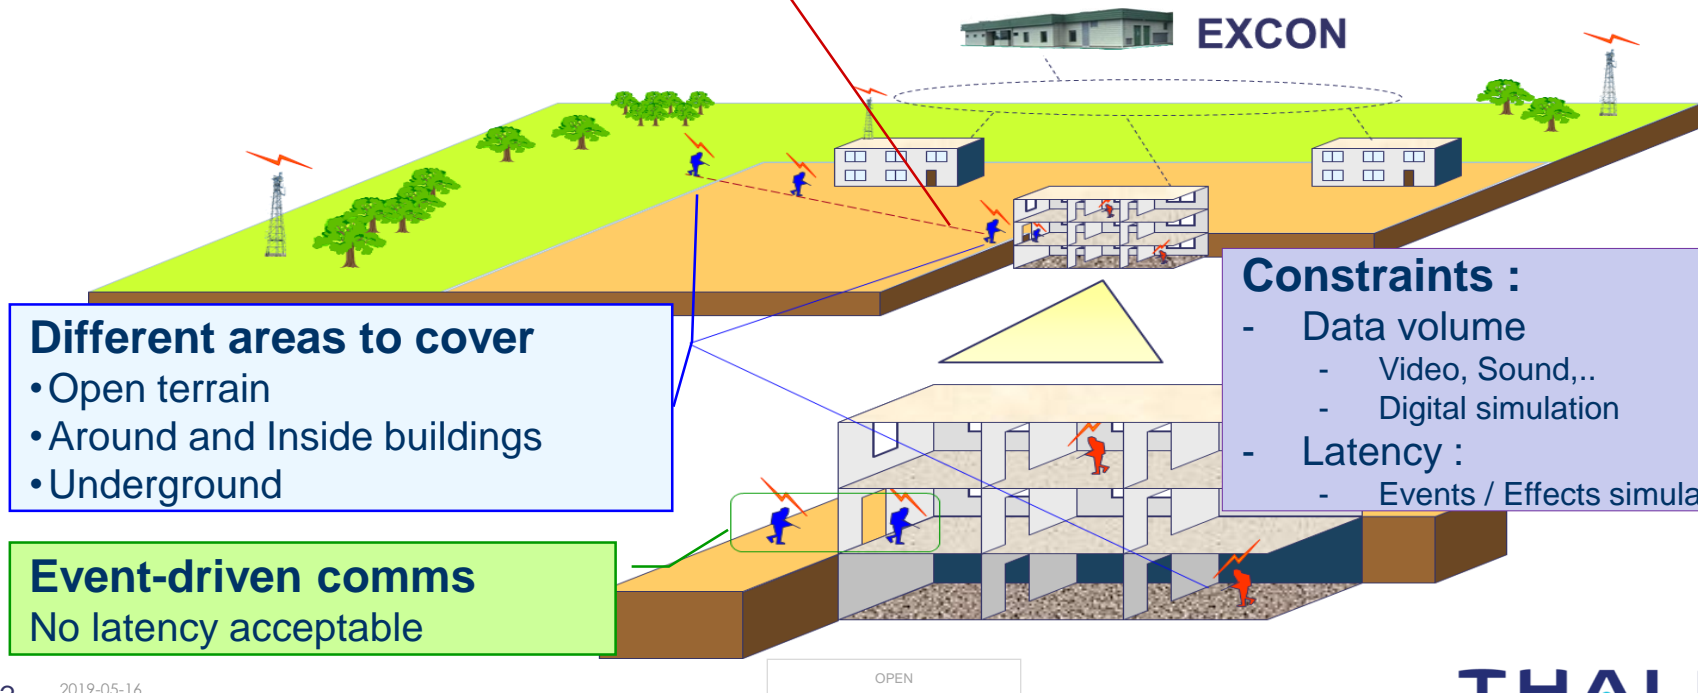 EXCON
Different areas to cover
•Open terrain
•Around and Inside buildings
•Underground
Constraints :
- Data volume
- Video, Sound,..
- Digital simulation
- Latency :
- Events / Effects simula
Event-driven comms
No latency acceptable
2019-05-16
OPEN